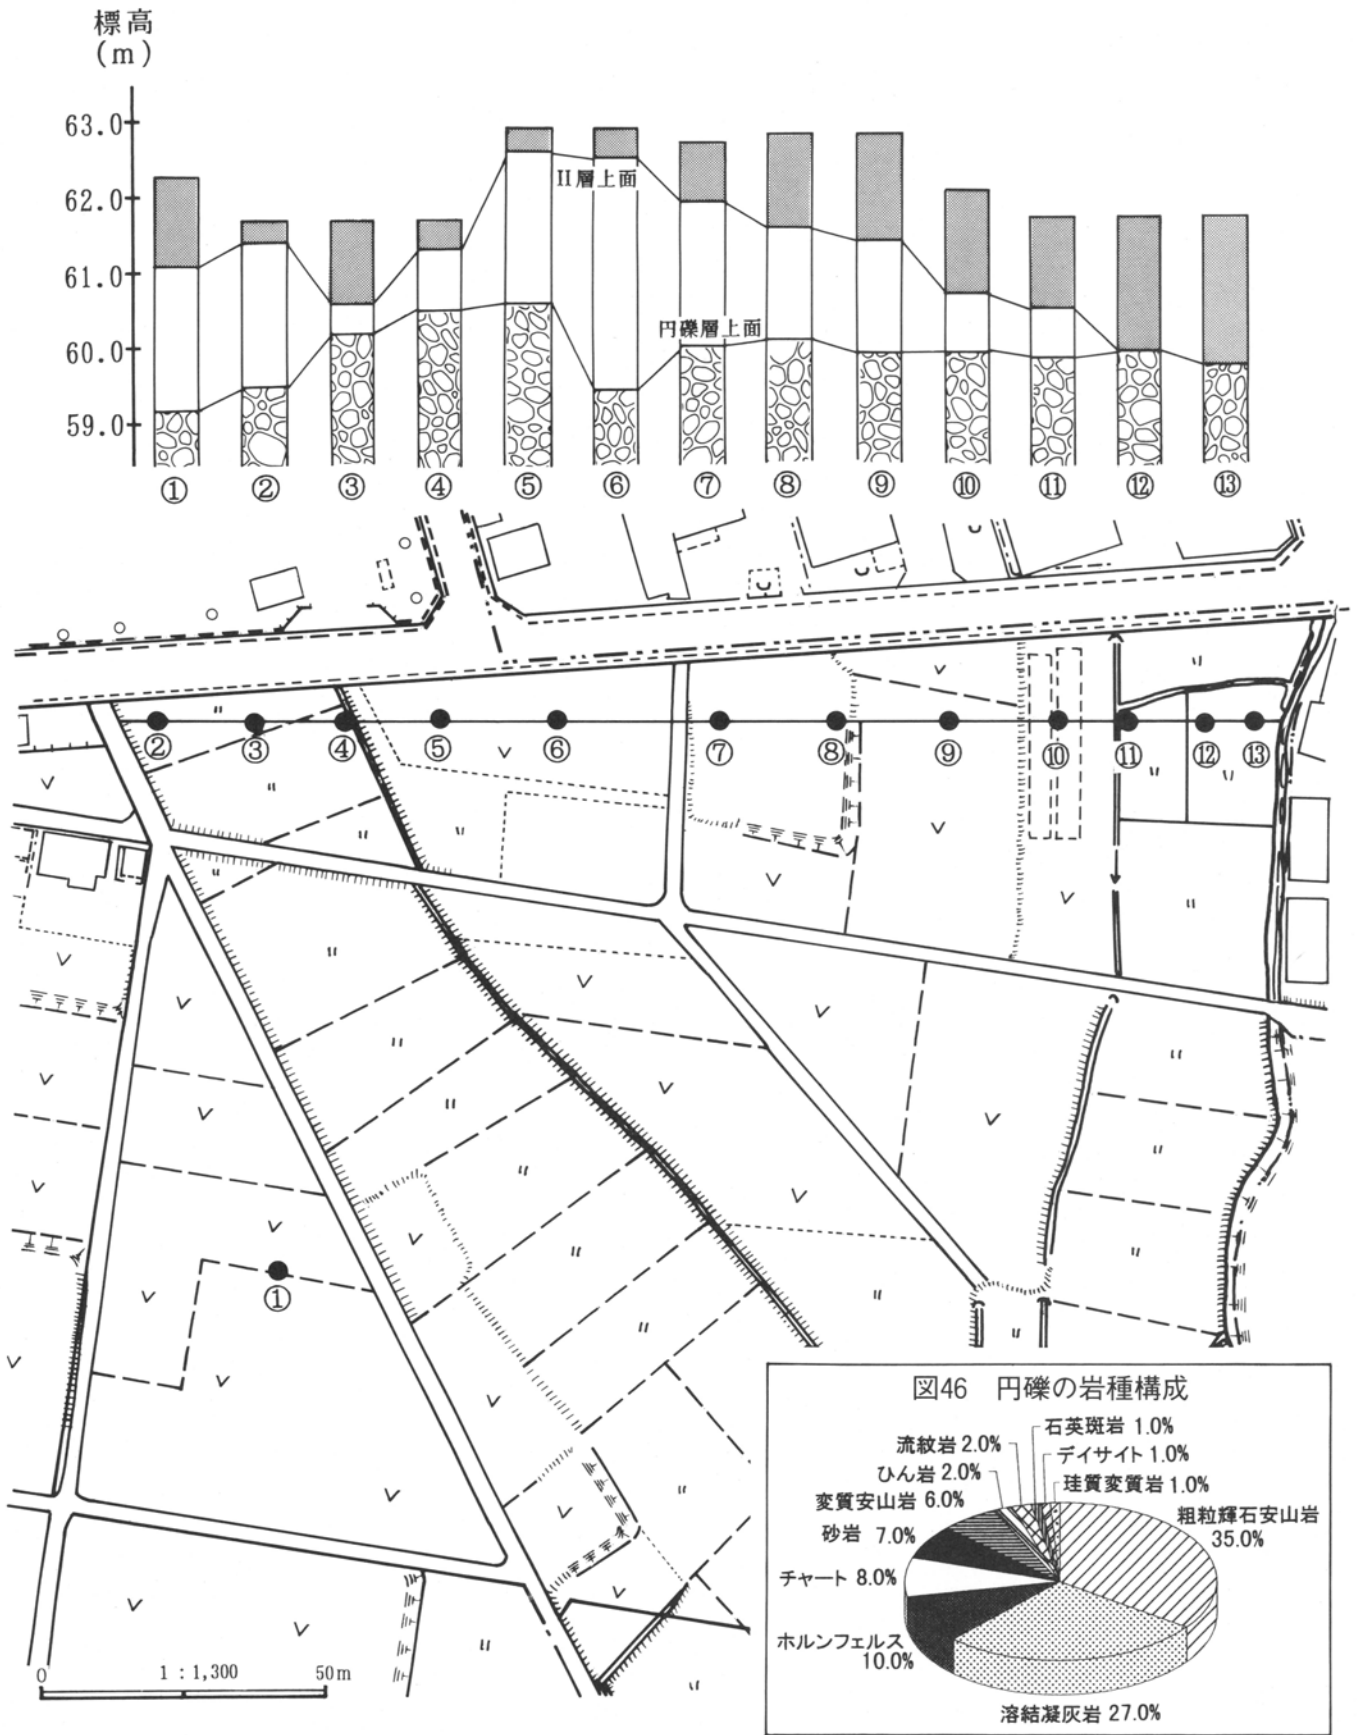 標高
(m)
63.0
62.0
61.0
60.0
59.0
II層上面
円礫層上面
① ② ③ ④ ⑤ ⑥ ⑦ ⑧ ⑨ ⑩ ⑪ ⑫ ⑬
② ③ ④ ⑤ ⑥ ⑦ ⑧ ⑨ ⑩ ⑪ ⑫ ⑬
①
0 1 : 1,300 50m
図46 円礫の岩種構成
石英斑岩 1.0%
流紋岩 2.0%
デイサイト 1.0%
ひん岩 2.0%
珪質変質岩 1.0%
変質安山岩 6.0%
粗粒輝石安山岩
35.0%
砂岩 7.0%
チャート 8.0%
ホルンフェルス
10.0%
溶結凝灰岩 27.0%